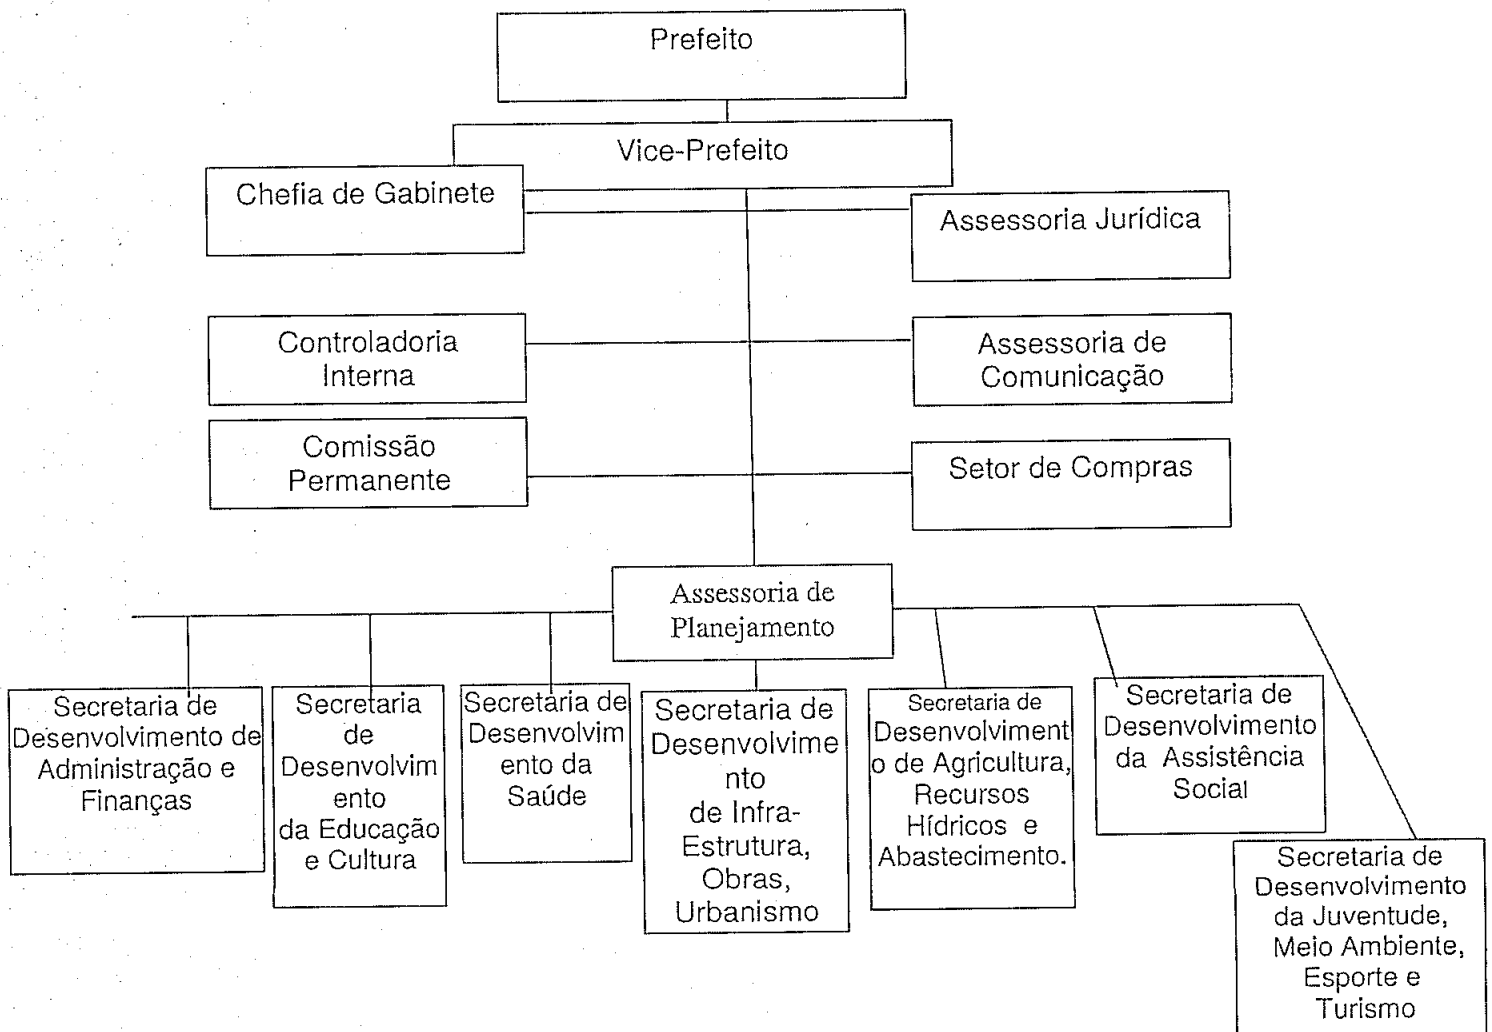 Prefeito
Vice-Prefeito
Chefia de Gabinete
Assessoria Jurídica
Controladoria
Interna
Assessoria de
Comunicação
Comissão
Permanente
Setor de Compras
Assessoria de
Planejamento
Secretaria de
Desenvolvimento de
Administração e
Finanças
Secretaria
de
Desenvolvim
ento
da Educação
e Cultura
Secretaria de
Desenvolvim
ento da
Saúde
Secretaria de
Desenvolvime
nto
de Infra-
Estrutura,
Obras,
Urbanismo
Secretaria de
Desenvolviment
o de Agricultura,
Recursos
Hídricos e
Abastecimento.
Secretaria de
Desenvolvimento
da Assistência
Social
Secretaria de
Desenvolvimento
da Juventude,
Meio Ambiente,
Esporte e
Turismo